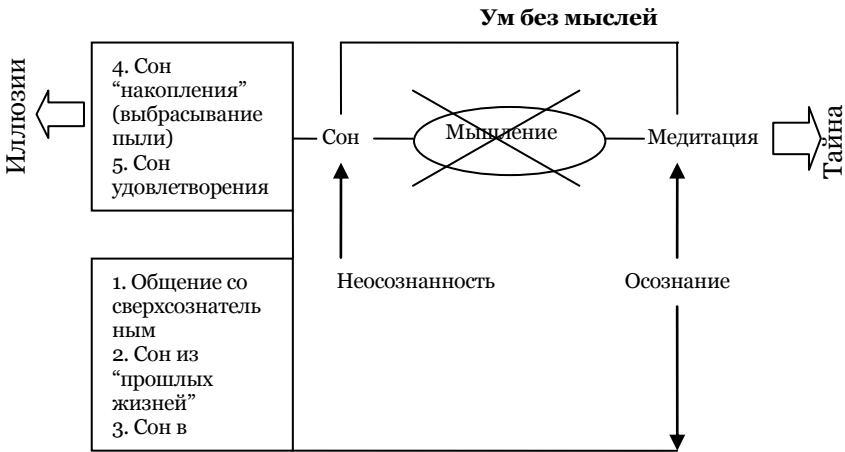 Ум без мыслей
Иллюзии
4. Сон
“накопления”
(выбрасывание
пыли)
5. Сон
удовлетворения
Сон
Мышление
Медитация
Тайна
Неосознанность
Осознание
1. Общение со
сверхсознатель
ным
2. Сон из
“прошлых
жизней”
3. Сон в